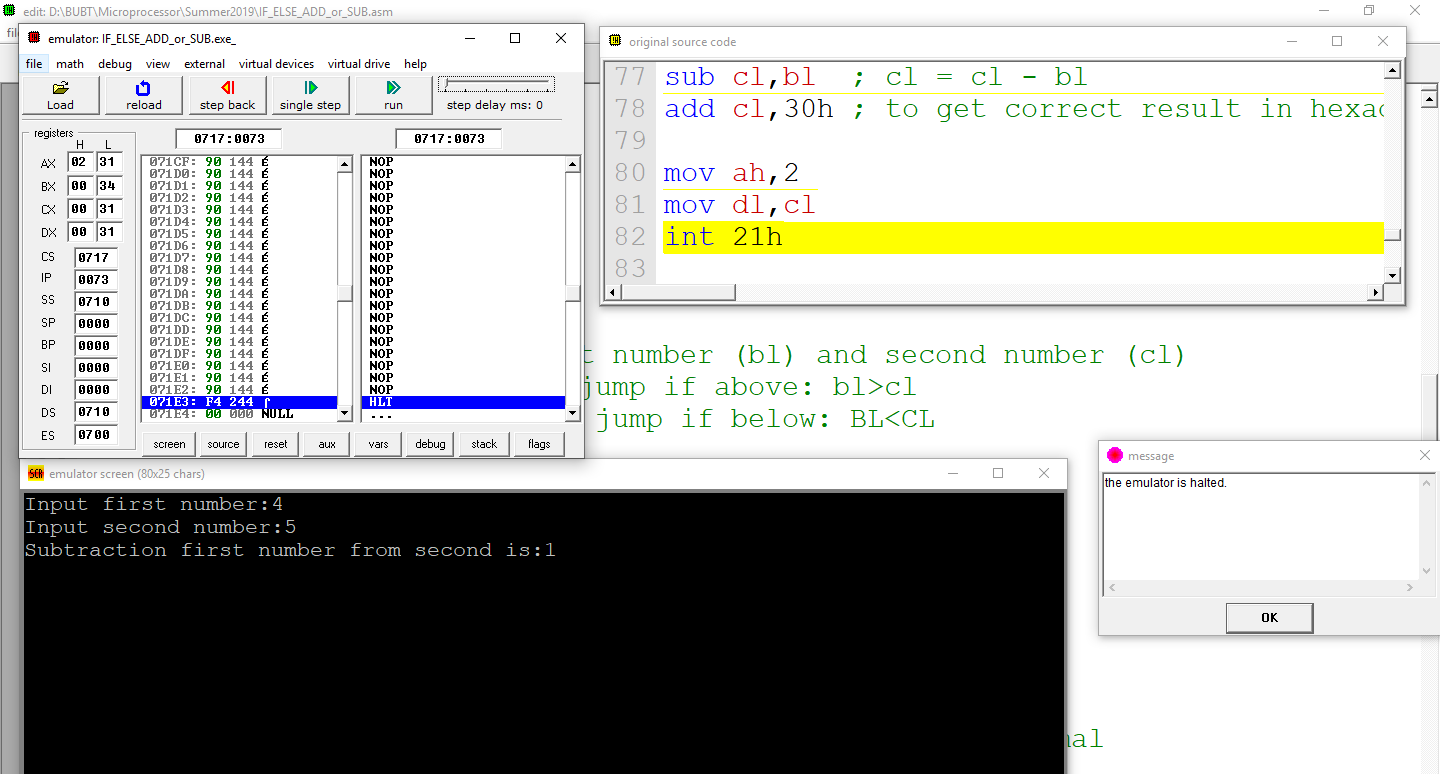 edit: D:\BUBT\Microprocessor\Summer2019\IF_ELSE_ADD_or_SUB.asm
emulator: IF_ELSE_ADD_or_SUB.exe_
file math debug view external virtual devices virtual drive help
Load reload step back single step run step delay ms: 0
registers
H L
AX 02 31
BX 00 34
CX 00 31
DX 00 31
CS 0717
IP 0073
SS 0710
SP 0000
BP 0000
SI 0000
DI 0000
DS 0710
ES 0700
0717:0073 0717:0073
071CF: 90 144 É NOP
071D0: 90 144 É NOP
071D1: 90 144 É NOP
071D2: 90 144 É NOP
071D3: 90 144 É NOP
071D4: 90 144 É NOP
071D5: 90 144 É NOP
071D6: 90 144 É NOP
071D7: 90 144 É NOP
071D8: 90 144 É NOP
071D9: 90 144 É NOP
071DA: 90 144 É NOP
071DB: 90 144 É NOP
071DC: 90 144 É NOP
071DD: 90 144 É NOP
071DE: 90 144 É NOP
071DF: 90 144 É NOP
071E0: 90 144 É NOP
071E1: 90 144 É NOP
071E2: 90 144 É NOP
071E3: F4 244 ⌠ HLT
071E4: 00 000 NULL ...
screen source reset aux vars debug stack flags
original source code
77 sub cl,bl ; cl = cl - bl
78 add cl,30h ; to get correct result in hexac
79
80 mov ah,2
81 mov dl,cl
82 int 21h
83
t number (bl) and second number (cl)
jump if above: bl>cl
jump if below: BL<CL
emulator screen (80x25 chars)
Input first number:4
Input second number:5
Subtraction first number from second is:1
message
the emulator is halted.
OK